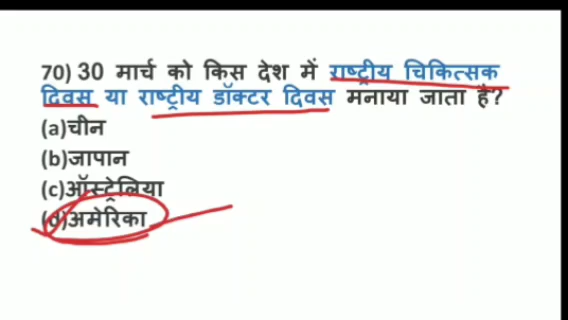 70) 30 मार्च को किस देश में राष्ट्रीय चिकित्सक
दिवस या राष्ट्रीय डॉक्टर दिवस मनाया जाता है?
(a)चीन
(b)जापान
(c)ऑस्ट्रेलिया
(d)अमेरिका